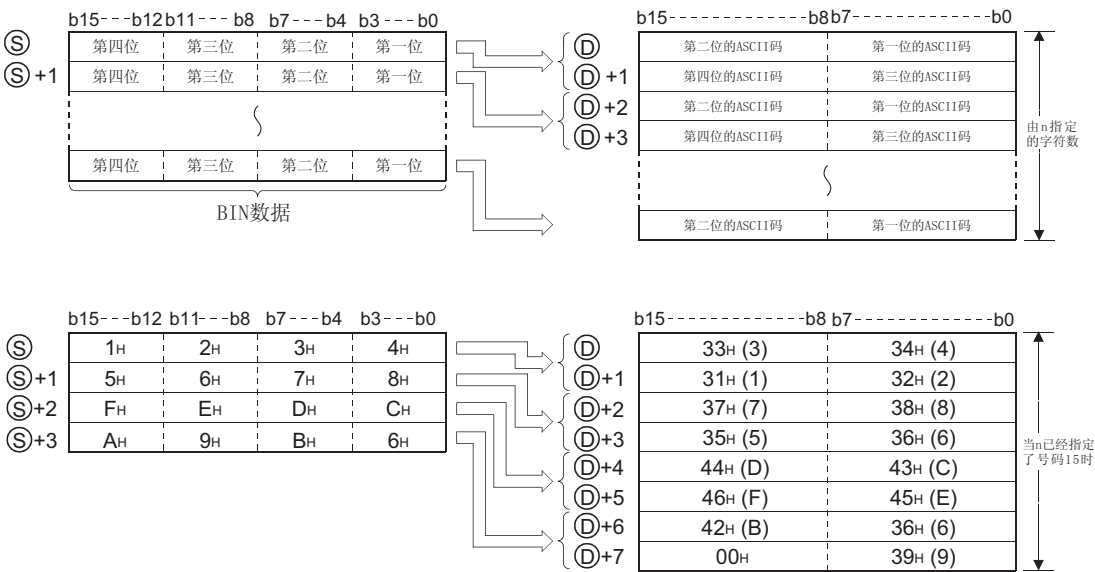 b15---b12 b11---b8 b7---b4 b3---b0
Ⓢ 第四位 第三位 第二位 第一位
Ⓢ+1 第四位 第三位 第二位 第一位
第四位 第三位 第二位 第一位
BIN数据
b15--------------b8 b7--------------b0
Ⓓ 第二位的ASCII码 第一位的ASCII码
Ⓓ+1 第四位的ASCII码 第三位的ASCII码
Ⓓ+2 第二位的ASCII码 第一位的ASCII码
Ⓓ+3 第四位的ASCII码 第三位的ASCII码
第二位的ASCII码 第一位的ASCII码
由n指定
的字符数
b15---b12 b11---b8 b7---b4 b3---b0
Ⓢ 1H 2H 3H 4H
Ⓢ+1 5H 6H 7H 8H
Ⓢ+2 FH EH DH CH
Ⓢ+3 AH 9H BH 6H
b15--------------b8 b7--------------b0
Ⓓ 33H (3) 34H (4)
Ⓓ+1 31H (1) 32H (2)
Ⓓ+2 37H (7) 38H (8)
Ⓓ+3 35H (5) 36H (6)
Ⓓ+4 44H (D) 43H (C)
Ⓓ+5 46H (F) 45H (E)
Ⓓ+6 42H (B) 36H (6)
Ⓓ+7 00H 39H (9)
当n已经指定
了号码15时